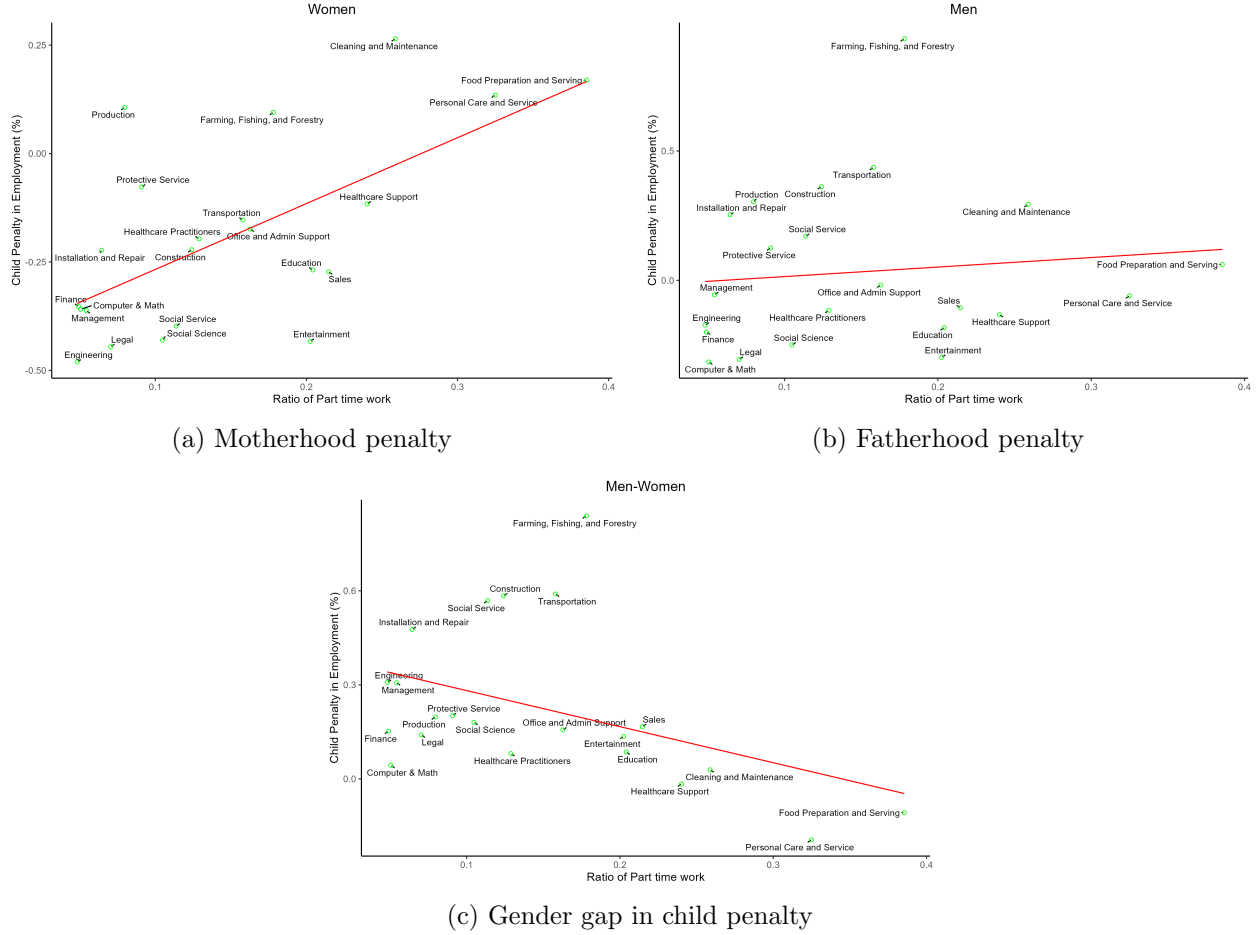 Women
Child Penalty in Employment (%)
0.25
0.00
-0.25
-0.50
Cleaning and Maintenance
Food Preparation and Serving
Personal Care and Service
Production
Farming, Fishing, and Forestry
Protective Service
Healthcare Support
Transportation
Healthcare Practitioners
Office and Admin Support
Installation and Repair
Construction
Education
Sales
Finance
Computer & Math
Management
Social Service
Social Science
Legal
Entertainment
Engineering
0.1
0.2
0.3
0.4
Ratio of Part time work
(a) Motherhood penalty
Men
Child Penalty in Employment (%)
0.5
0.0
Farming, Fishing, and Forestry
Transportation
Production
Construction
Installation and Repair
Cleaning and Maintenance
Social Service
Protective Service
Food Preparation and Serving
Management
Office and Admin Support
Sales
Personal Care and Service
Engineering
Healthcare Practitioners
Healthcare Support
Finance
Social Science
Education
Legal
Entertainment
Computer & Math
0.1
0.2
0.3
0.4
Ratio of Part time work
(b) Fatherhood penalty
Men-Women
Child Penalty in Employment (%)
0.6
0.3
0.0
Farming, Fishing, and Forestry
Construction
Social Service
Transportation
Installation and Repair
Engineering
Management
Protective Service
Production
Social Science
Office and Admin Support
Sales
Finance
Legal
Entertainment
Healthcare Practitioners
Education
Computer & Math
Cleaning and Maintenance
Healthcare Support
Food Preparation and Serving
Personal Care and Service
0.1
0.2
0.3
0.4
Ratio of Part time work
(c) Gender gap in child penalty